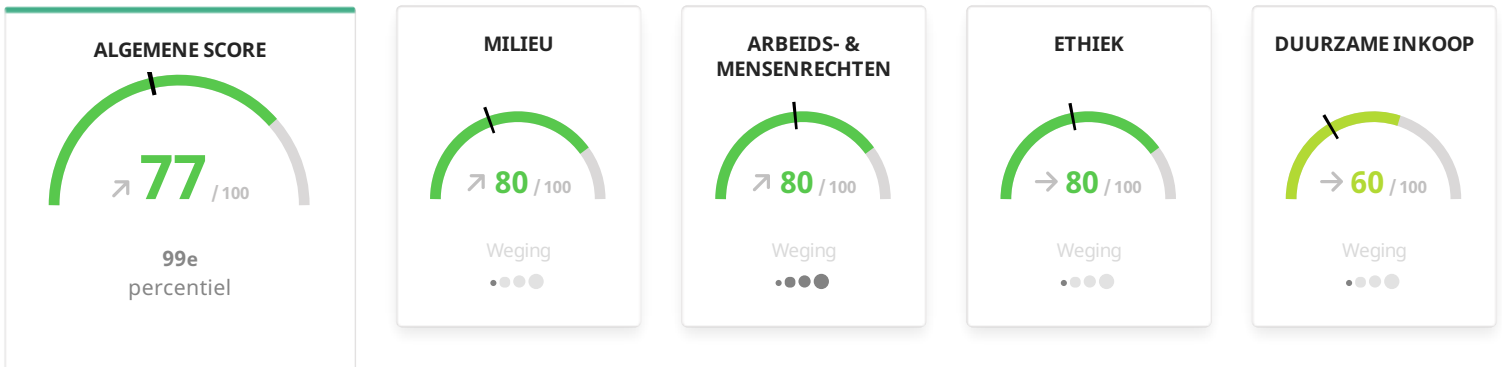 ALGEMENE SCORE
77 / 100
99e
percentiel
MILIEU
80 / 100
Weging
ARBEIDS- &
MENSENRECHTEN
80 / 100
Weging
ETHIEK
80 / 100
Weging
DUURZAME INKOOP
60 / 100
Weging